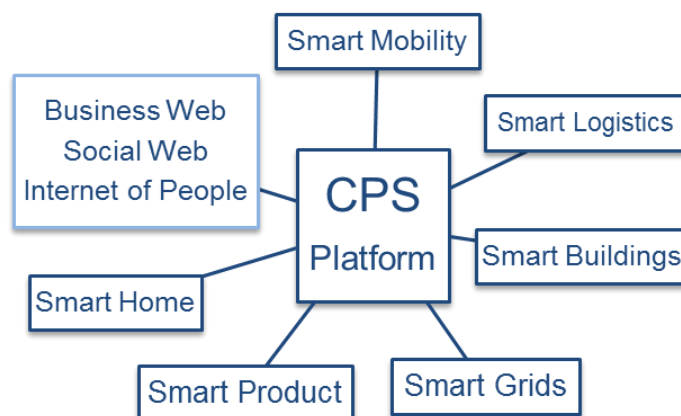 Smart Mobility
Business Web
Social Web
Internet of People
Smart Logistics
CPS
Platform
Smart Buildings
Smart Home
Smart Product
Smart Grids